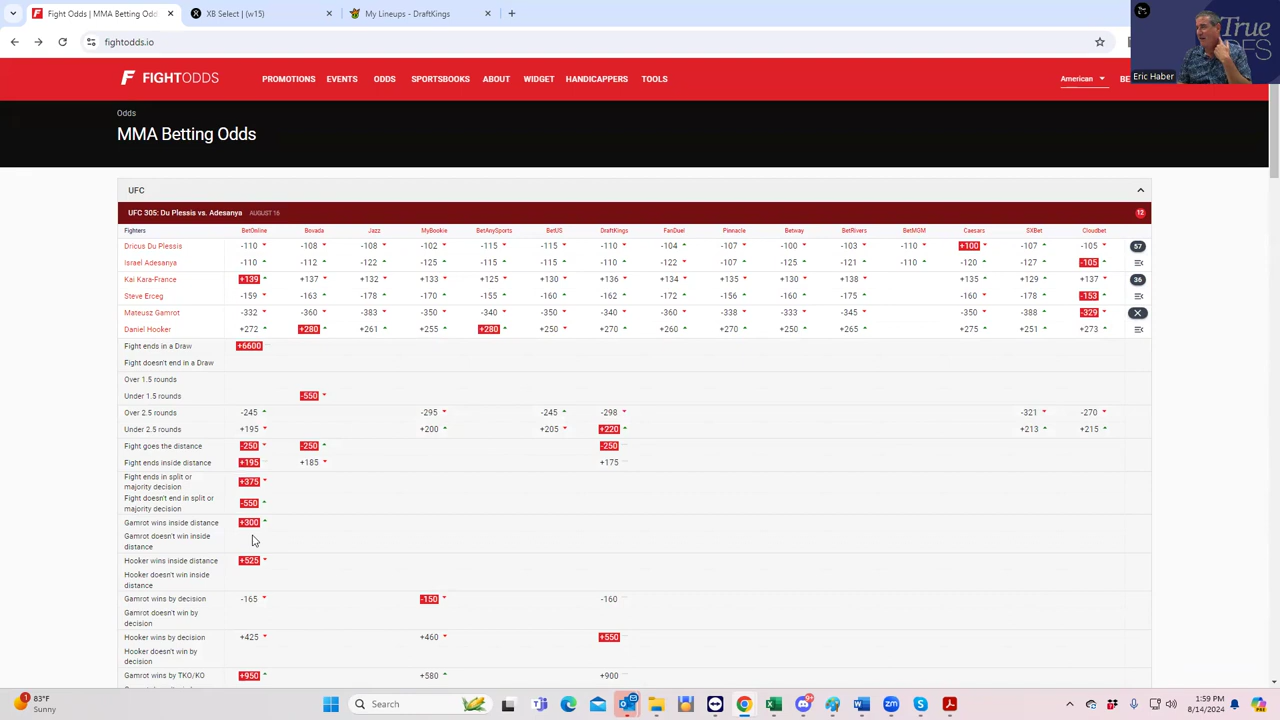 Fight Odds | MMA Betting Odds
XB Select | (w15)
My Lineups - DraftKings
fightodds.io
True
DFS
Eric Haber
FIGHTODDS PROMOTIONS EVENTS ODDS SPORTSBOOKS ABOUT WIDGET HANDICAPPERS TOOLS American BE
Odds
MMA Betting Odds
UFC
UFC 305: Du Plessis vs. Adesanya AUGUST 16 12
Fighters BetOnline Bovada Jazz MyBookie BetAnySports BetUS DraftKings FanDuel Pinnacle Betway BetRivers BetMGM Caesars SXBet Cloudbet
Dricus Du Plessis -110 -108 -108 -102 -115 -115 -110 -104 -107 -100 -103 -110 +100 -107 -105 57
Israel Adesanya -110 -112 -122 -125 -115 -115 -110 -122 -107 -125 -121 -110 -120 -127 -105
Kai Kara-France +139 +137 +132 +133 +125 +130 +136 +134 +135 +130 +138 +135 +129 +137 36
Steve Erceg -159 -163 -178 -170 -155 -160 -162 -172 -156 -160 -175 -160 -178 -153
Mateusz Gamrot -332 -360 -383 -350 -340 -350 -340 -360 -338 -333 -345 -350 -388 -329
Daniel Hooker +272 +280 +261 +255 +280 +250 +270 +260 +270 +250 +265 +275 +251 +273
Fight ends in a Draw +6600
Fight doesn't end in a Draw
Over 1.5 rounds
Under 1.5 rounds -550
Over 2.5 rounds -245 -295 -245 -298 -321 -270
Under 2.5 rounds +195 +200 +205 +220 +213 +215
Fight goes the distance -250 -250 -250
Fight ends inside distance +195 +185 +175
Fight ends in split or
majority decision +375
Fight doesn't end in split or
majority decision -550
Gamrot wins inside distance +300
Gamrot doesn't win inside
distance
Hooker wins inside distance +525
Hooker doesn't win inside
distance
Gamrot wins by decision -165 -150 -160
Gamrot doesn't win by
decision
Hooker wins by decision +425 +460 +550
Hooker doesn't win by
decision
Gamrot wins by TKO/KO +950 +580 +900
1
83°F
Sunny
Search
1:59 PM
8/14/2024